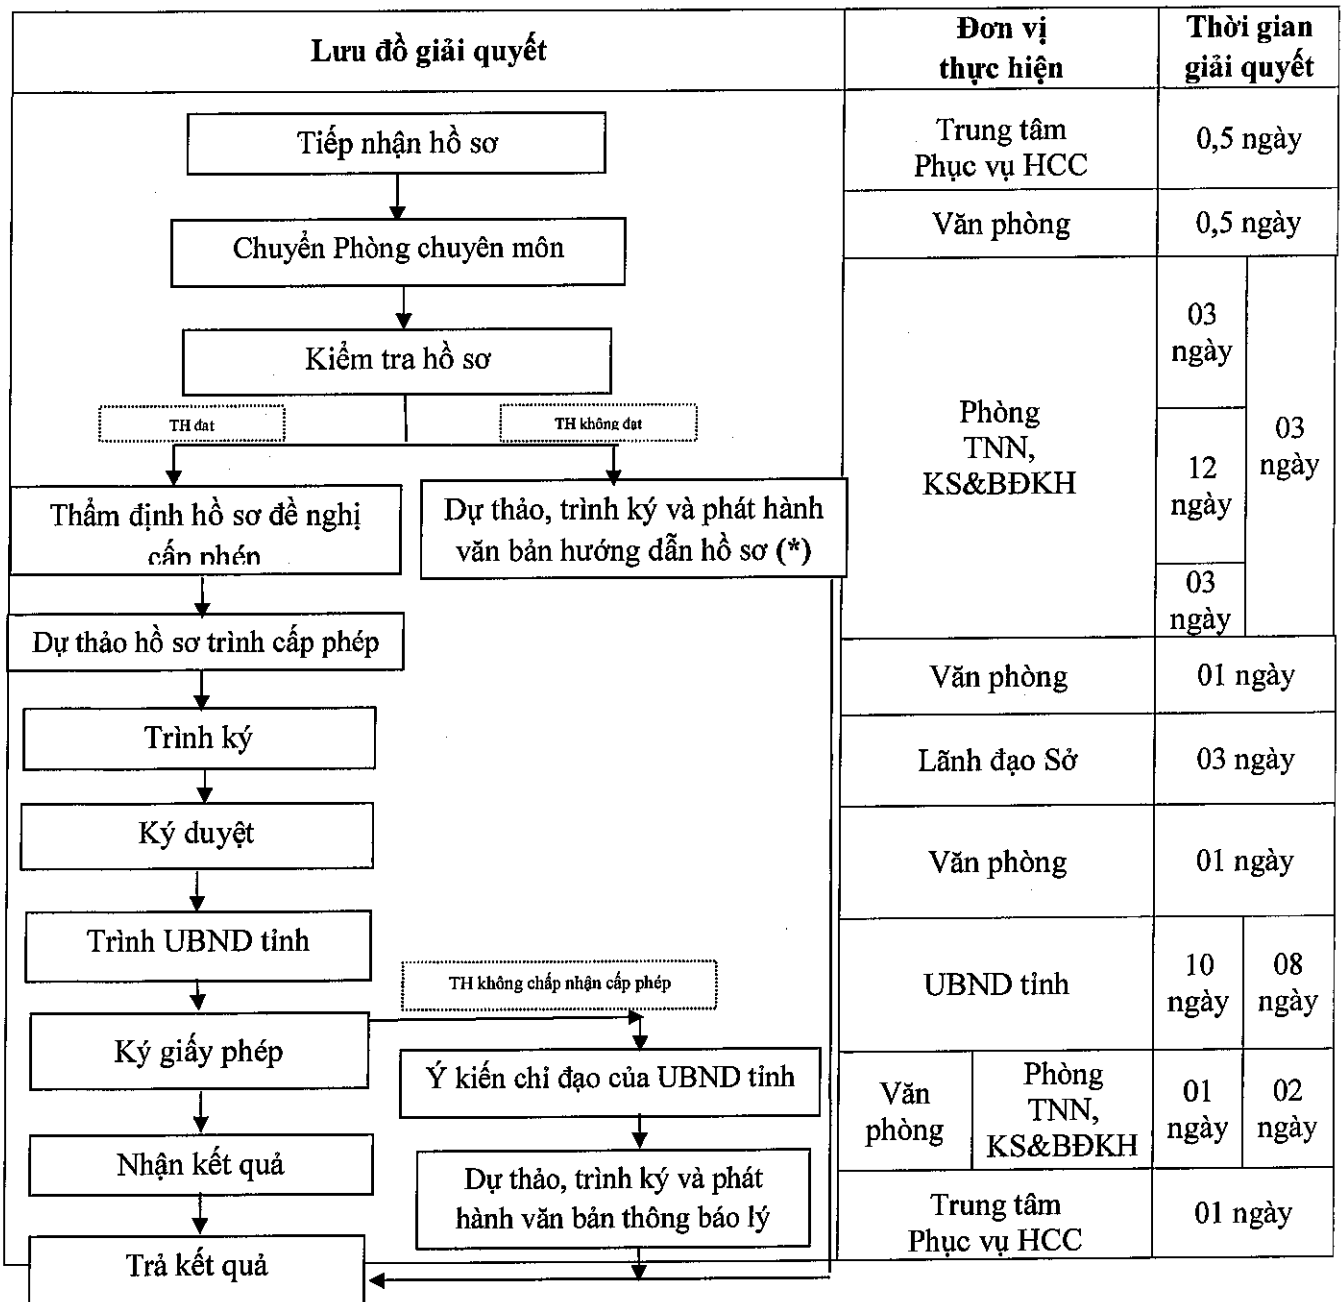 Lưu đồ giải quyết
Đơn vị
thực hiện
Thời gian
giải quyết
Tiếp nhận hồ sơ
Trung tâm
Phục vụ HCC
0,5 ngày
Chuyển Phòng chuyên môn
Văn phòng
0,5 ngày
Kiểm tra hồ sơ
TH đạt
TH không đạt
Thẩm định hồ sơ đề nghị
cấp phép
Dự thảo, trình ký và phát hành
văn bản hướng dẫn hồ sơ (*)
Phòng
TNN,
KS&BĐKH
03
ngày
12
ngày
03
ngày
03
ngày
Dự thảo hồ sơ trình cấp phép
Trình ký
Văn phòng
01 ngày
Ký duyệt
Lãnh đạo Sở
03 ngày
Trình UBND tỉnh
Văn phòng
01 ngày
TH không chấp nhận cấp phép
Ký giấy phép
Ý kiến chỉ đạo của UBND tỉnh
UBND tỉnh
10
ngày
08
ngày
Nhận kết quả
Dự thảo, trình ký và phát
hành văn bản thông báo lý
Văn
phòng
Phòng
TNN,
KS&BĐKH
01
ngày
02
ngày
Trả kết quả
Trung tâm
Phục vụ HCC
01 ngày